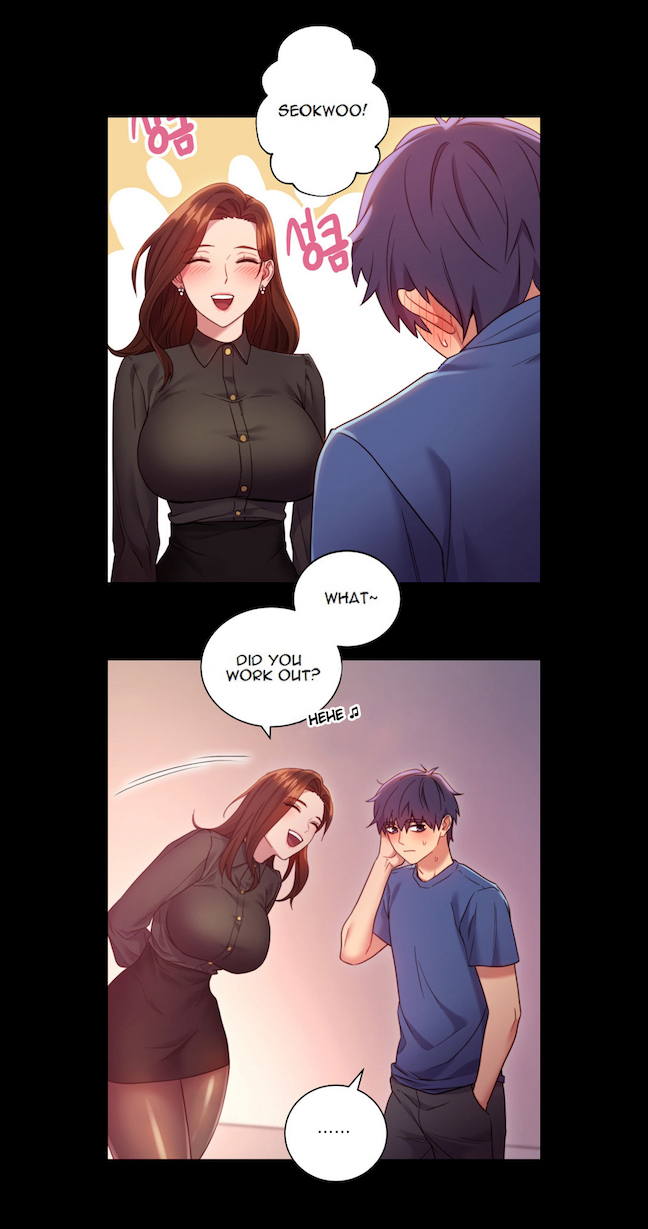 SEOKWOO!
성큼
성큼
WHAT~
DID YOU
WORK OUT?
HEHE ♫
......